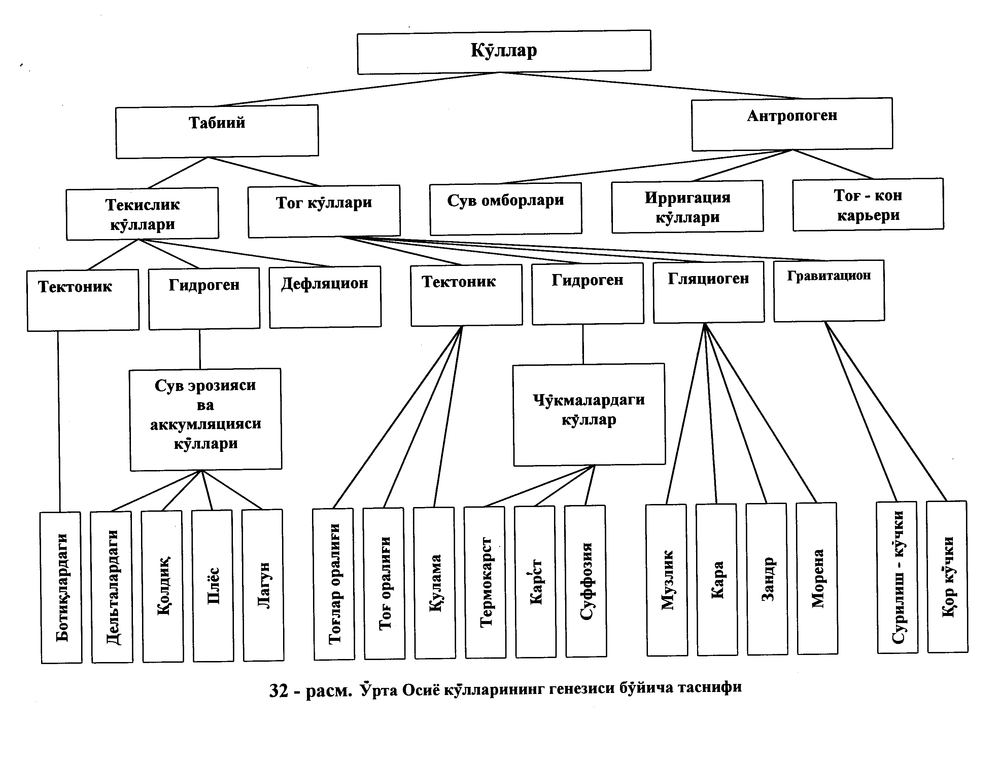 Кўллар
Табиий
Антропоген
Текислик
кўллари
Тог кўллари
Сув омборлари
Ирригация
кўллари
Тоғ - кон
карьери
Тектоник
Гидроген
Дефляцион
Тектоник
Гидроген
Гляциоген
Гравитацион
Сув эрозияси
ва
аккумляцияси
кўллари
Чўкмалардаги
кўллар
Ботиқлардаги
Дельталардаги
Қолдиқ
Плёс
Лагун
Тоғлар оралиғи
Тоғ оралиғи
Қулама
Термокарст
Карст
Суффозия
Музлик
Кара
Зандр
Морена
Сурилиш - кўчки
Қор кўчки
32 - расм. Ўрта Осиё кўлларининг генезиси бўйича таснифи